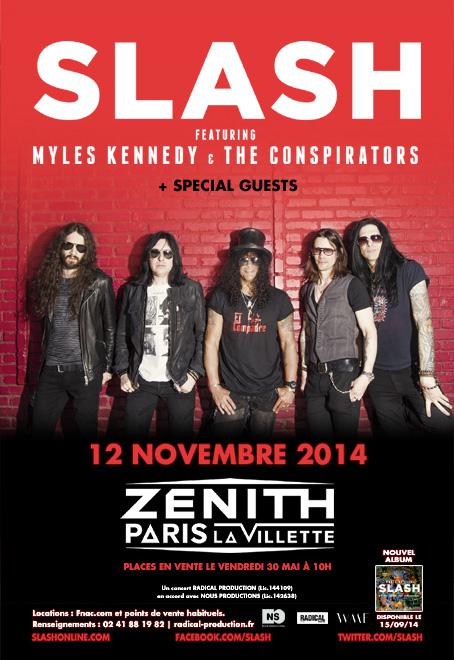 SLASH
FEATURING
MYLES KENNEDY & THE CONSPIRATORS
+ SPECIAL GUESTS
El Compadre
12 NOVEMBRE 2014
ZENITH
PARIS LA VILLETTE
PLACES EN VENTE LE VENDREDI 30 MAI À 10H
Un concert RADICAL PRODUCTION (Lic.144109)
en accord avec NOUS PRODUCTIONS (Lic.142638)
NOUVEL
ALBUM
SLASH
DISPONIBLE LE
15/09/14
Locations : Fnac.com et points de vente habituels.
Renseignements : 02 41 88 19 82 | radical-production.fr
NS
RADICAL
SLASHONLINE.COM
FACEBOOK.COM/SLASH
TWITTER.COM/SLASH